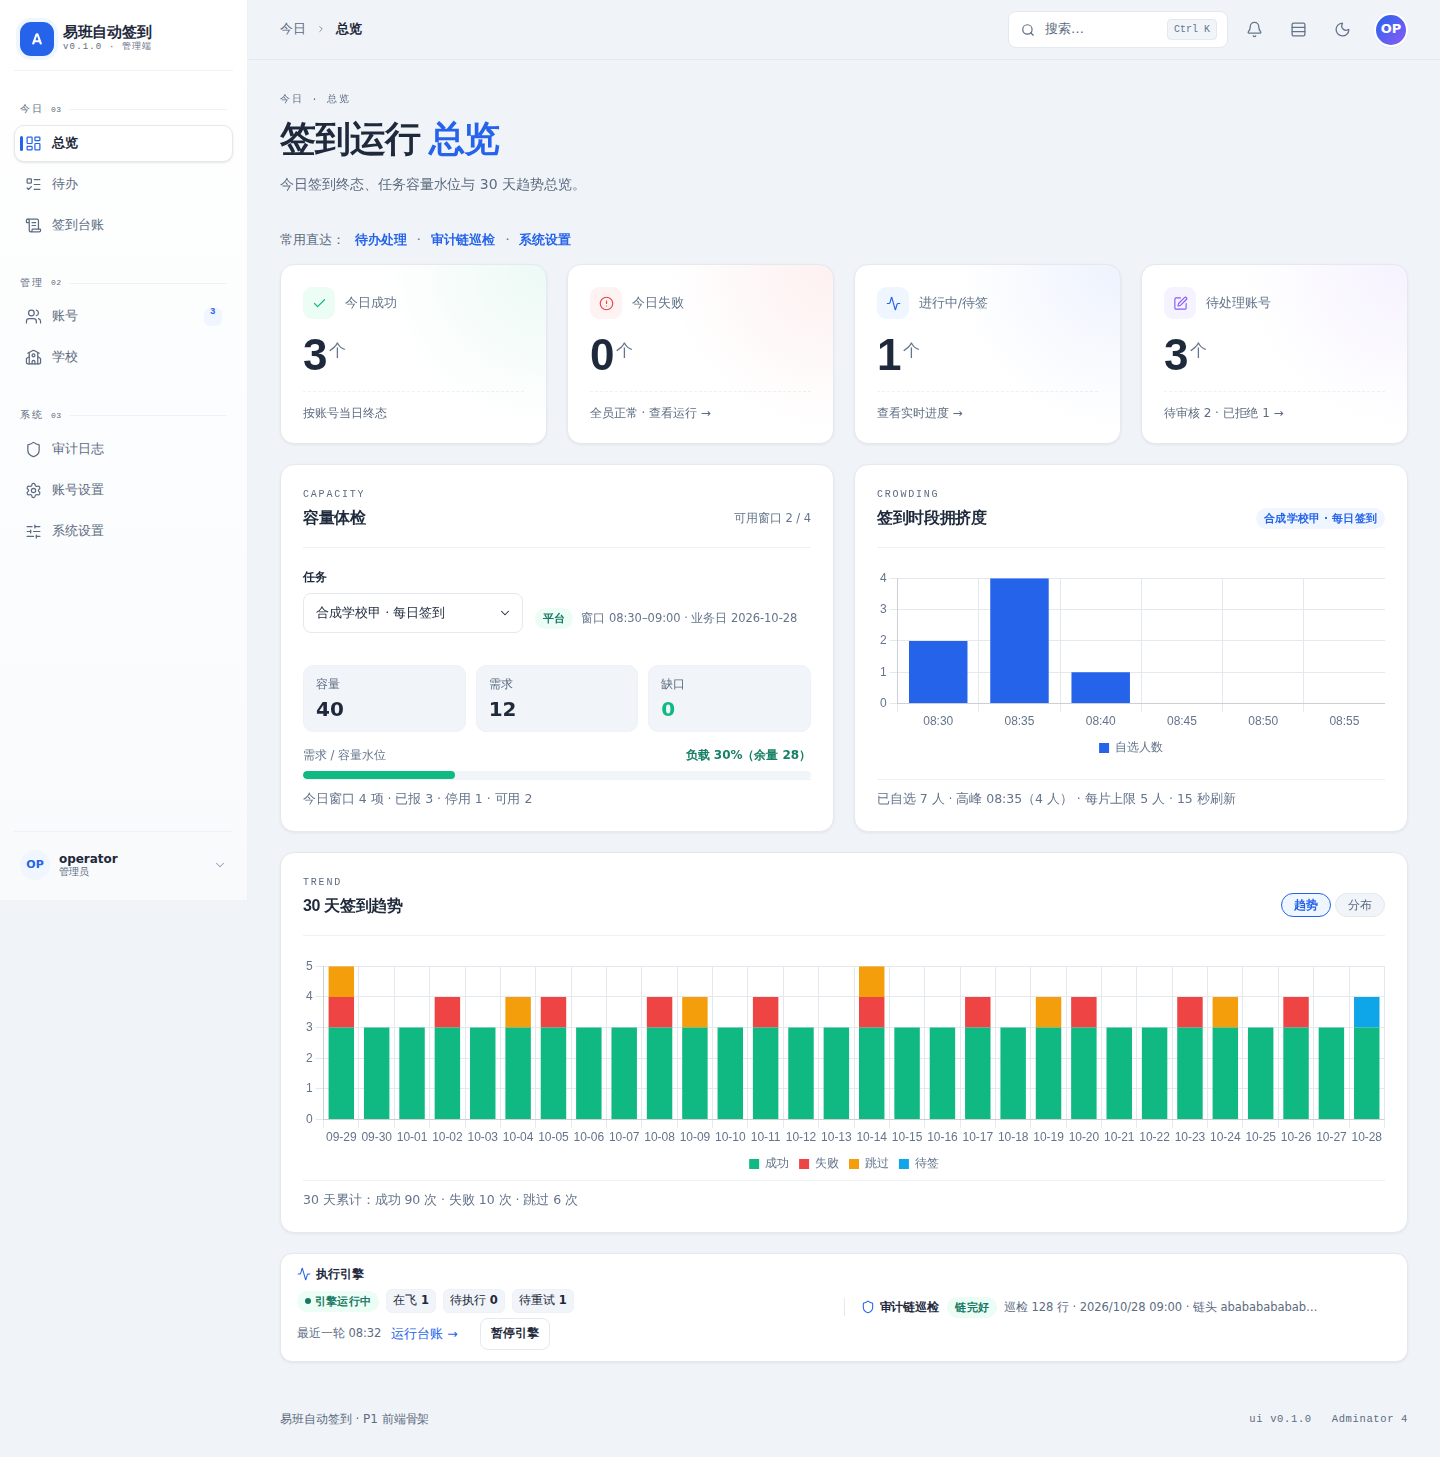 A
易班自动签到
v0.1.0 · 管理端
今日 03
总览
待办
签到台账
管理 02
账号 3
学校
系统 03
审计日志
账号设置
系统设置
OP
operator
管理员
今日 › 总览
搜索… Ctrl K
OP
今日 · 总览
签到运行 总览
今日签到终态、任务容量水位与 30 天趋势总览。
常用直达： 待办处理 · 审计链巡检 · 系统设置
今日成功
3个
按账号当日终态
今日失败
0个
全员正常 · 查看运行 →
进行中/待签
1个
查看实时进度 →
待处理账号
3个
待审核 2 · 已拒绝 1 →
CAPACITY
容量体检 可用窗口 2 / 4
任务
合成学校甲 · 每日签到
平台 窗口 08:30–09:00 · 业务日 2026-10-28
容量 需求 缺口
40 12 0
需求 / 容量水位 负载 30%（余量 28）
今日窗口 4 项 · 已报 3 · 停用 1 · 可用 2
CROWDING
签到时段拥挤度 合成学校甲 · 每日签到
4
3
2
1
0
08:30 08:35 08:40 08:45 08:50 08:55
自选人数
已自选 7 人 · 高峰 08:35（4 人） · 每片上限 5 人 · 15 秒刷新
TREND
30 天签到趋势 趋势 分布
5
4
3
2
1
0
09-29 09-30 10-01 10-02 10-03 10-04 10-05 10-06 10-07 10-08 10-09 10-10 10-11 10-12 10-13 10-14 10-15 10-16 10-17 10-18 10-19 10-20 10-21 10-22 10-23 10-24 10-25 10-26 10-27 10-28
成功 失败 跳过 待签
30 天累计：成功 90 次 · 失败 10 次 · 跳过 6 次
执行引擎
引擎运行中 在飞 1 待执行 0 待重试 1
最近一轮 08:32 运行台账 → 暂停引擎
审计链巡检 链完好 巡检 128 行 · 2026/10/28 09:00 · 链头 ababababab…
易班自动签到 · P1 前端骨架
ui v0.1.0 Adminator 4